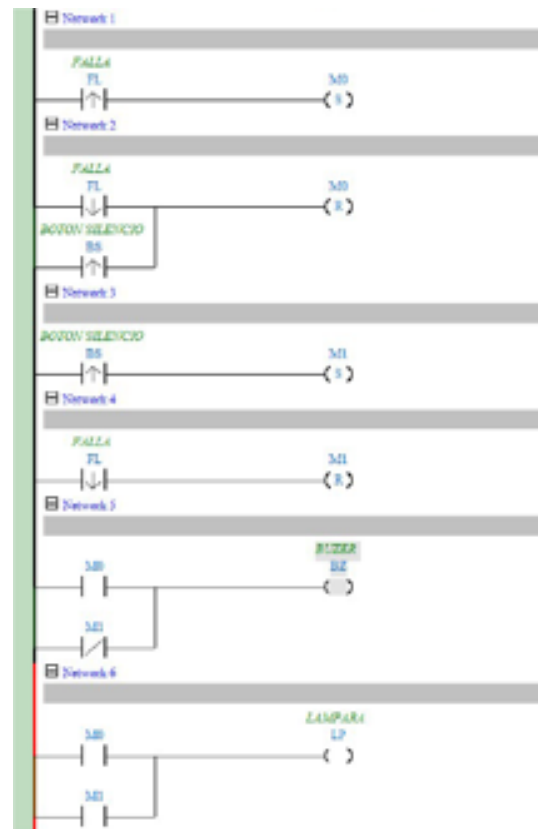 Network 1
FALLA
FL M0
S
Network 2
FALLA
FL M0
R
BOTON SILENCIO
BS
Network 3
BOTON SILENCIO
BS M1
S
Network 4
FALLA
FL M1
R
Network 5
BUZER
M0 BZ
M1
Network 6
LAMPARA
M0 LP
M1